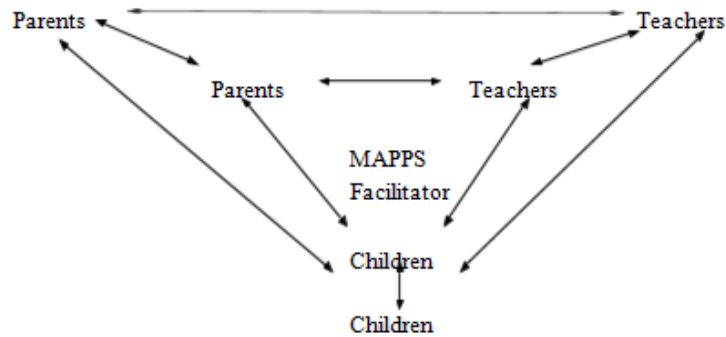 Parents Teachers
Parents Teachers
MAPPS
Facilitator
Children
Children